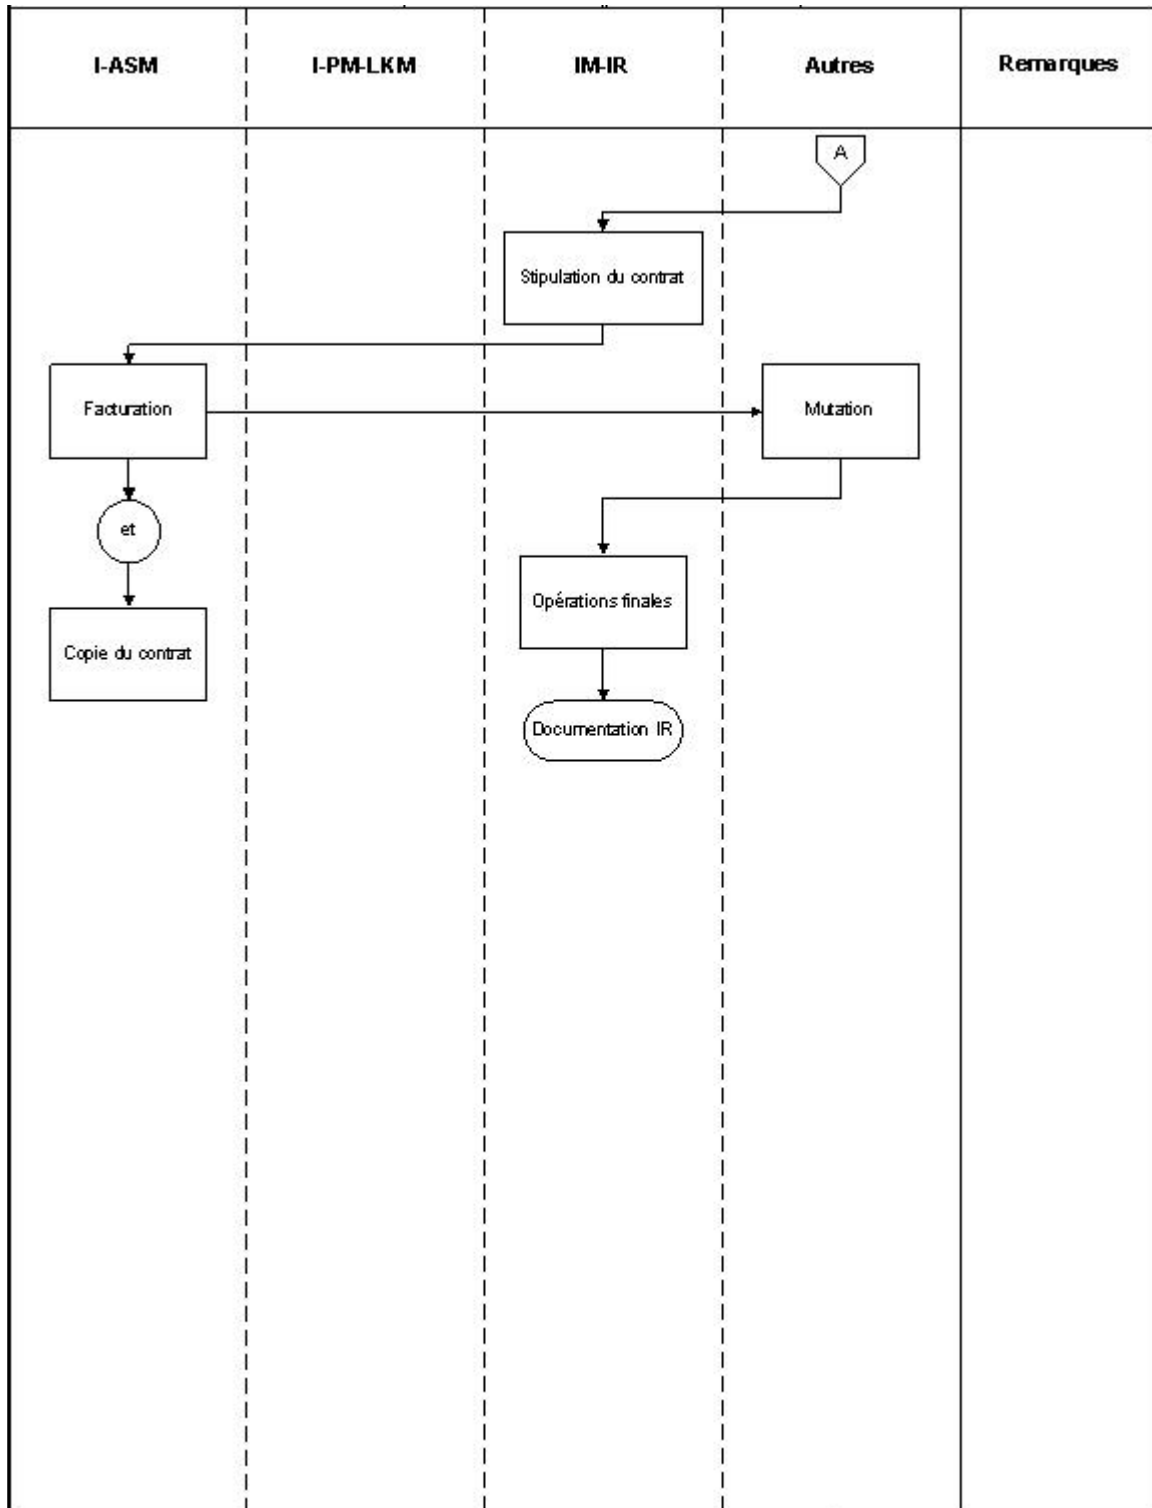 I-ASM
I-PM-LKM
IM-IR
Autres
Remarques
A
Stipulation du contrat
Facturation
Mutation
et
Opérations finales
Copie du contrat
Documentation IR